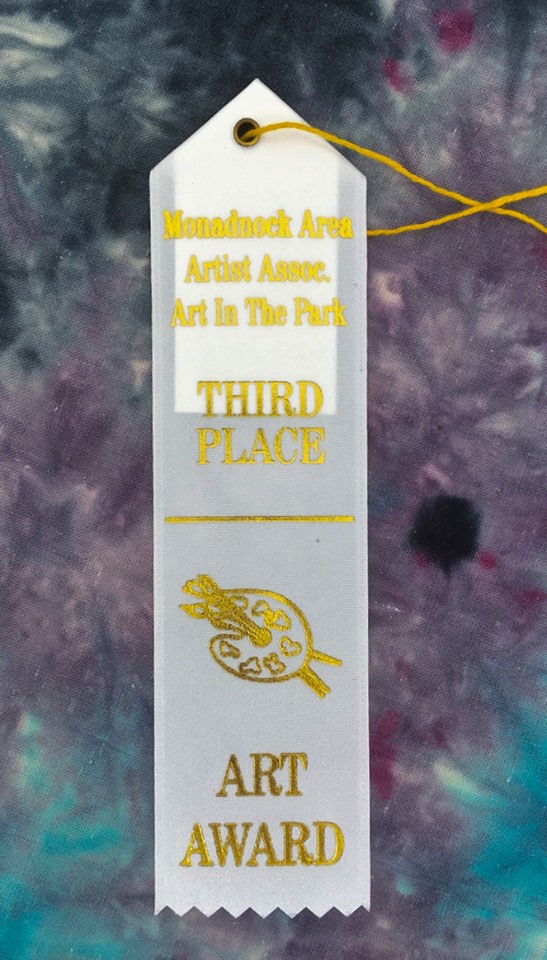 Monadnock Area
Artist Assoc.
Art In The Park
THIRD
PLACE
ART
AWARD